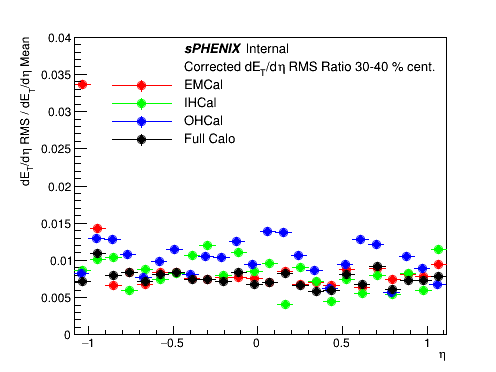 sPHENIX Internal
Corrected dE_T/dη RMS Ratio 30-40 % cent.
EMCal
IHCal
OHCal
Full Calo
dE_T/dη RMS / dE_T/dη Mean
0.04
0.035
0.03
0.025
0.02
0.015
0.01
0.005
0
−1 −0.5 0 0.5 1
η